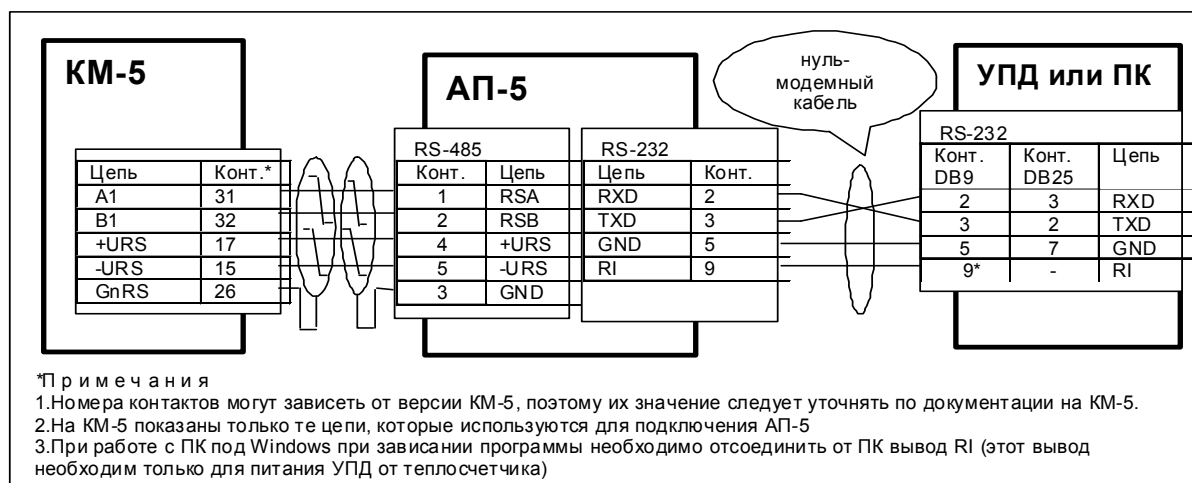 КМ-5
АП-5
нуль-
модемный
кабель
УПД или ПК
Цепь Конт.*
A1 31
B1 32
+URS 17
-URS 15
GnRS 26
RS-485
Конт. Цепь
1 RSA
2 RSB
4 +URS
5 -URS
3 GND
RS-232
Цепь Конт.
RXD 2
TXD 3
GND 5
RI 9
RS-232
Конт. DB9 Конт. DB25 Цепь
2 3 RXD
3 2 TXD
5 7 GND
9* - RI
*П р и м е ч а н и я
1.Номера контактов могут зависеть от версии КМ-5, поэтому их значение следует уточнять по документации на КМ-5.
2.На КМ-5 показаны только те цепи, которые используются для подключения АП-5
3.При работе с ПК под Windows при зависании программы необходимо отсоединить от ПК вывод RI (этот вывод
необходим только для питания УПД от теплосчетчика)